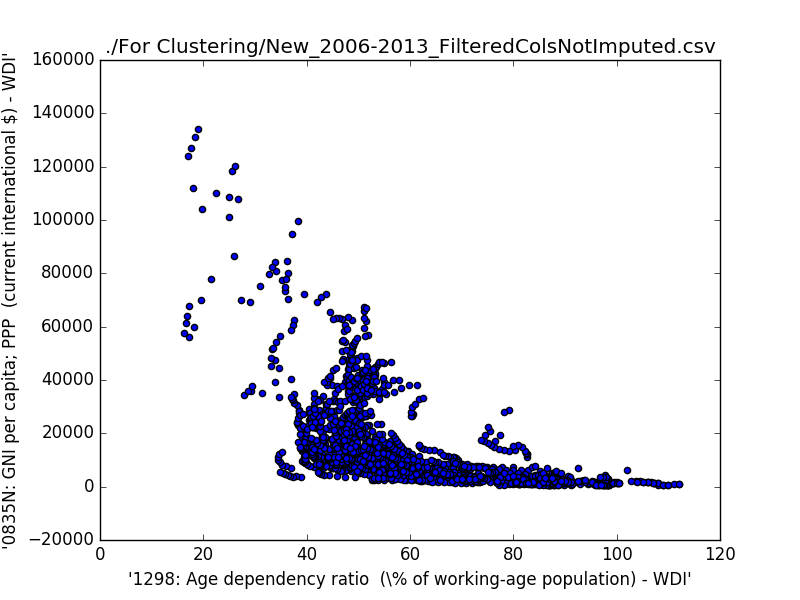 ./For Clustering/New_2006-2013_FilteredColsNotImputed.csv
'0835N: GNI per capita; PPP  (current international $) - WDI'
160000
140000
120000
100000
80000
60000
40000
20000
0
−20000
0 20 40 60 80 100 120
'1298: Age dependency ratio  (\% of working-age population) - WDI'